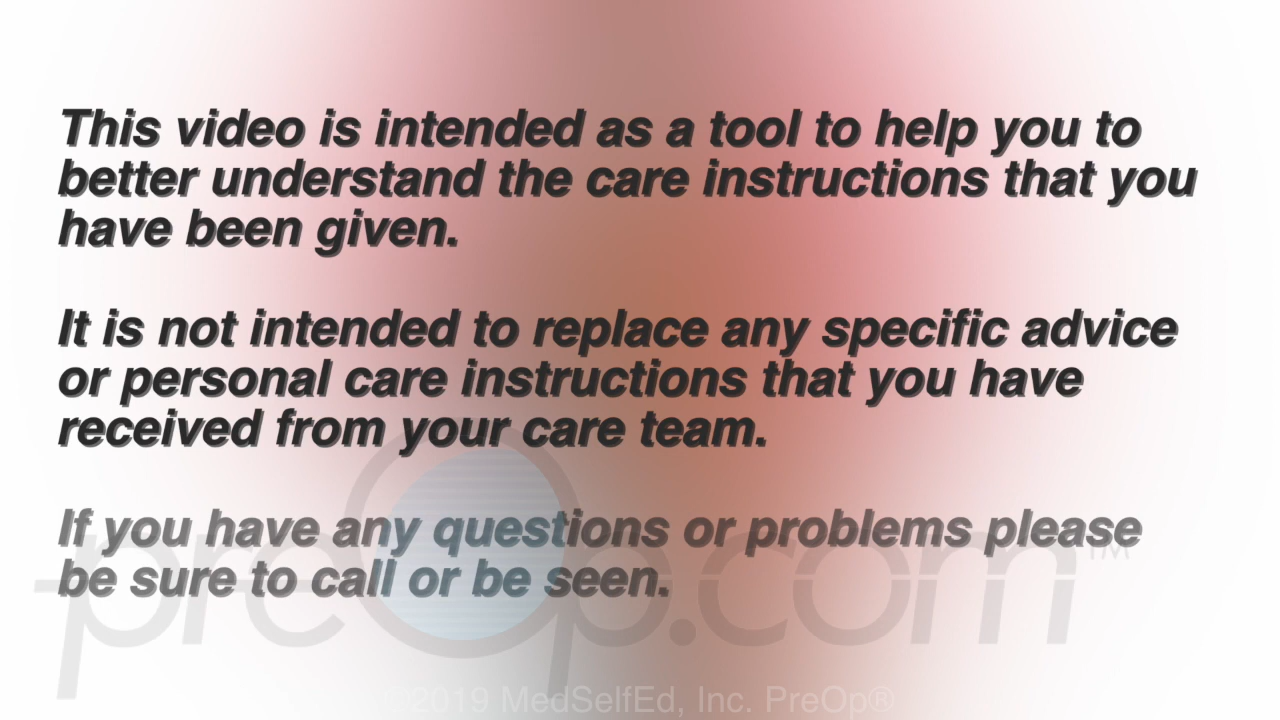 This video is intended as a tool to help you to
better understand the care instructions that you
have been given.
It is not intended to replace any specific advice
or personal care instructions that you have
received from your care team.
If you have any questions or problems please
be sure to call or be seen.
preOp.com™
©2019 MedSelfEd, Inc. PreOp®